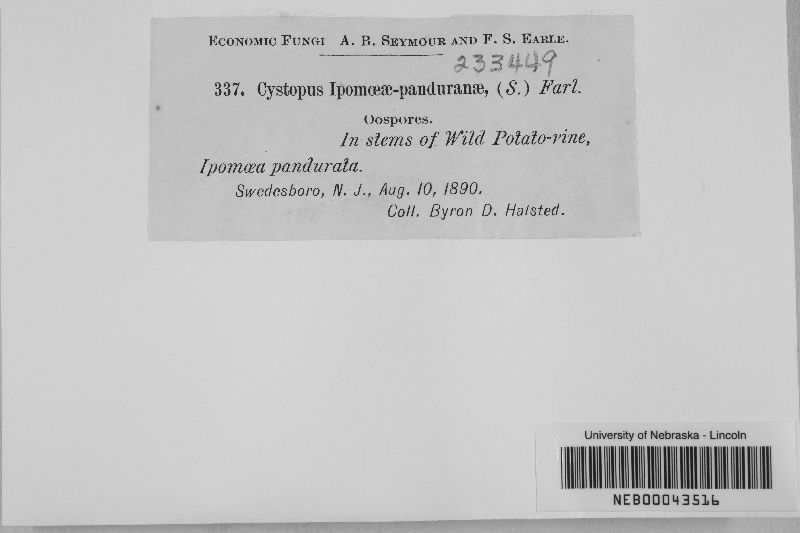 Economic Fungi A. B. Seymour and F. S. Earle.
233449
337. Cystopus Ipomœæ-panduranæ, (S.) Farl.
Oospores.
In stems of Wild Potato-vine,
Ipomœa pandurata.
Swedesboro, N. J., Aug. 10, 1890.
Coll. Byron D. Halsted.
University of Nebraska - Lincoln
NEB00043516